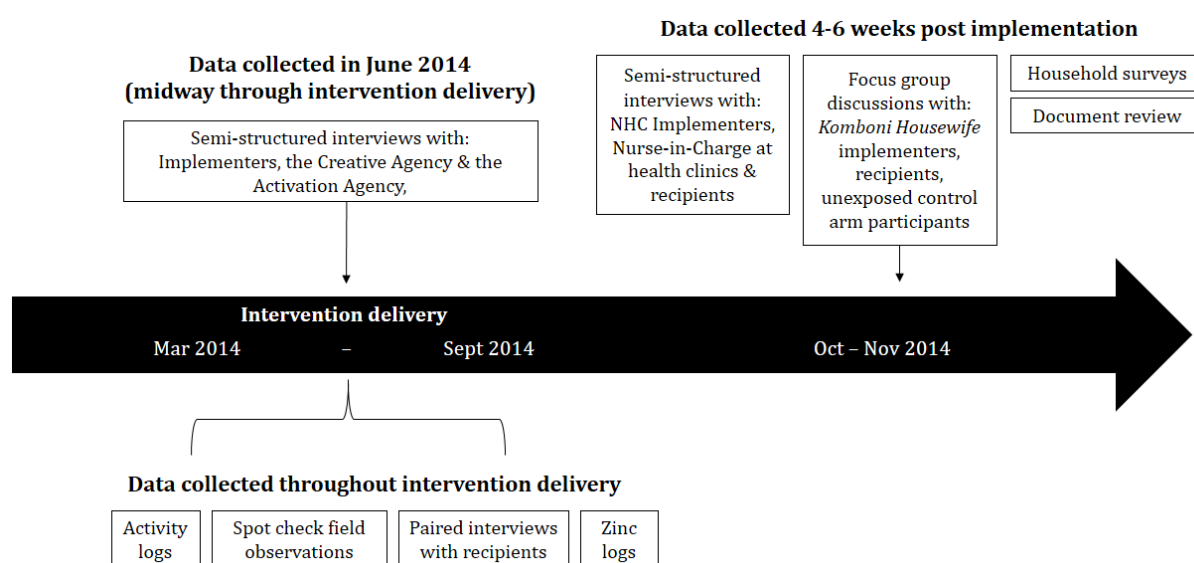 Data collected 4-6 weeks post implementation
Data collected in June 2014
(midway through intervention delivery)
Semi-structured interviews with:
Implementers, the Creative Agency & the
Activation Agency,
Semi-structured
interviews with:
NHC Implementers,
Nurse-in-Charge at
health clinics &
recipients
Focus group
discussions with:
Komboni Housewife
implementers,
recipients,
unexposed control
arm participants
Household surveys
Document review
Intervention delivery
Mar 2014 – Sept 2014 Oct – Nov 2014
Data collected throughout intervention delivery
Activity
logs
Spot check field
observations
Paired interviews
with recipients
Zinc
logs